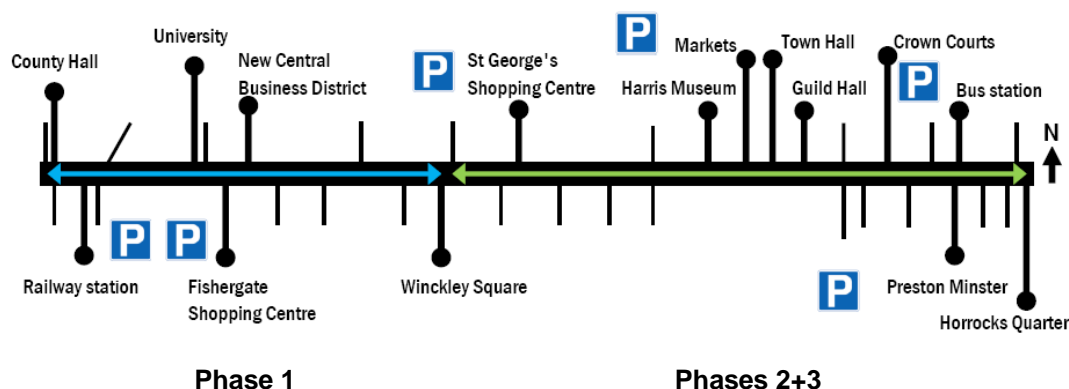 County Hall
University
New Central
Business District
P
St George's
Shopping Centre
P
Markets
Harris Museum
Town Hall
Guild Hall
Crown Courts
P
Bus station
N
Railway station
P
P
Fishergate
Shopping Centre
Winckley Square
P
Preston Minster
Horrocks Quarter
Phase 1
Phases 2+3